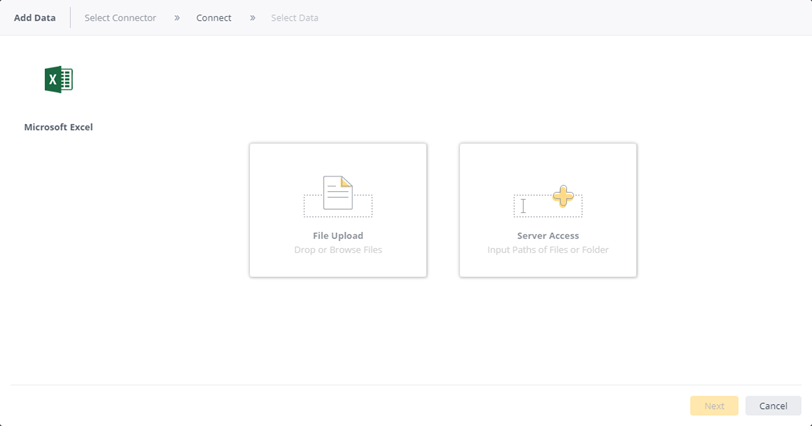 Add Data
Select Connector » Connect » Select Data
X
Microsoft Excel
File Upload
Drop or Browse Files
Server Access
Input Paths of Files or Folder
Next
Cancel